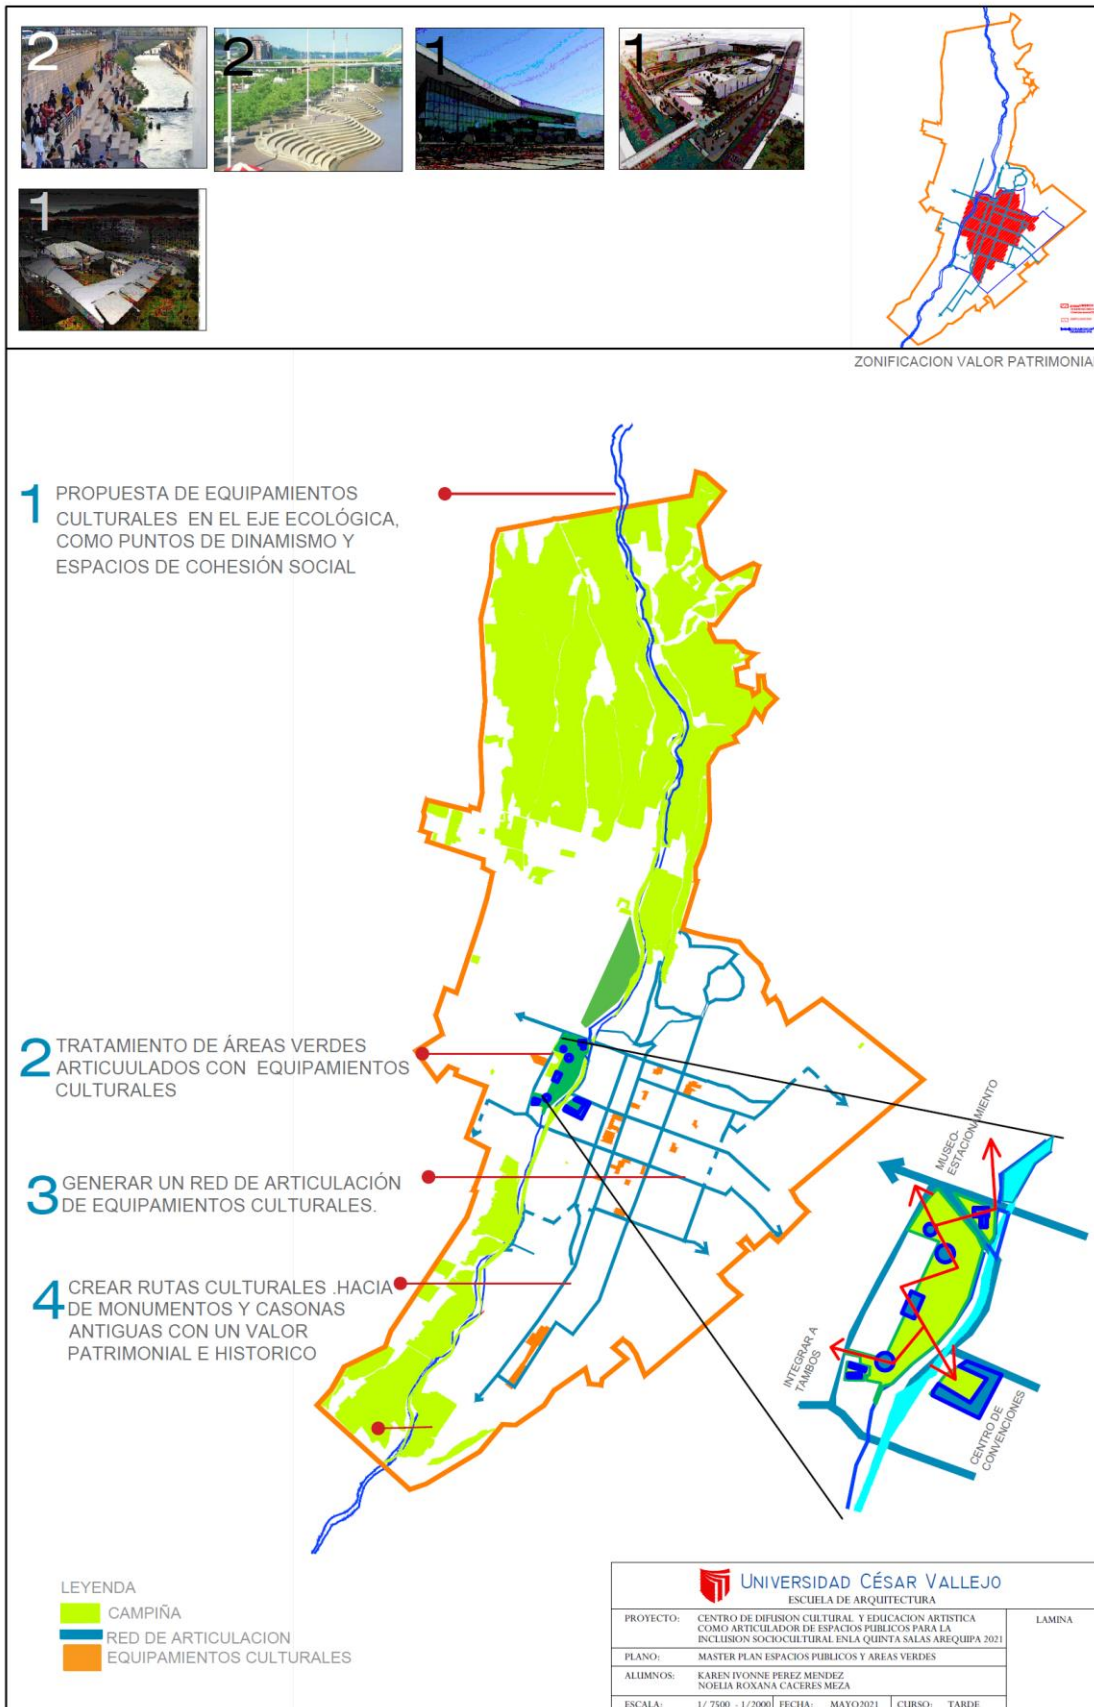 2
2
1
1
1
ZONIFICACION VALOR PATRIMONIAL
1
PROPUESTA DE EQUIPAMIENTOS
CULTURALES EN EL EJE ECOLÓGICA,
COMO PUNTOS DE DINAMISMO Y
ESPACIOS DE COHESIÓN SOCIAL
2
TRATAMIENTO DE ÁREAS VERDES
ARTICUULADOS CON EQUIPAMIENTOS
CULTURALES
3
GENERAR UN RED DE ARTICULACIÓN
DE EQUIPAMIENTOS CULTURALES.
4
CREAR RUTAS CULTURALES .HACIA
DE MONUMENTOS Y CASONAS
ANTIGUAS CON UN VALOR
PATRIMONIAL E HISTORICO
MUSEO-
ESTACIONAMIENTO
INTEGRAR A
TAMBOS
CENTRO DE
CONVENCIONES
LEYENDA
CAMPIÑA
RED DE ARTICULACION
EQUIPAMIENTOS CULTURALES
UNIVERSIDAD CÉSAR VALLEJO
ESCUELA DE ARQUITECTURA
PROYECTO: CENTRO DE DIFUSION CULTURAL Y EDUCACION ARTISTICA
COMO ARTICULADOR DE ESPACIOS PUBLICOS PARA LA
INCLUSION SOCIOCULTURAL ENLA QUINTA SALAS AREQUIPA 2021
LAMINA
PLANO: MASTER PLAN ESPACIOS PUBLICOS Y AREAS VERDES
ALUMNOS: KAREN IVONNE PEREZ MENDEZ
NOELIA ROXANA CACERES MEZA
ESCALA: 1/ 7500 - 1/2000 FECHA: MAYO2021 CURSO: TARDE